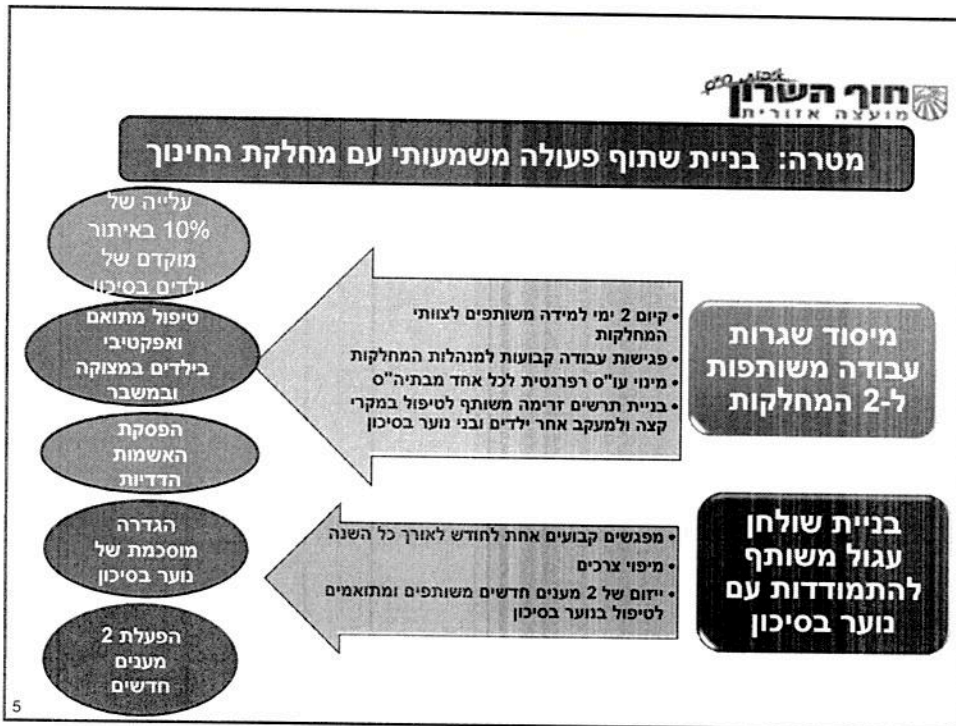 איכות חיים
חוף השרון
מועצה אזורית
מטרה: בניית שתוף פעולה משמעותי עם מחלקת החינוך
מיסוד שגרות
עבודה משותפות
ל-2 המחלקות
• קיום 2 ימי למידה משותפים לצוותי
המחלקות
• פגישות עבודה קבועות למנהלות המחלקות
• מינוי עו"ס רפרנטית לכל אחד מבתיה"ס
• בניית תרשים זרימה משותף לטיפול במקרי
קצה ולמעקב אחר ילדים ובני נוער בסיכון
עלייה של
10% באיתור
מוקדם של
ילדים בסיכון
טיפול מתואם
ואפקטיבי
בילדים במצוקה
ובמשבר
הפסקת
האשמות
הדדיות
בניית שולחן
עגול משותף
להתמודדות עם
נוער בסיכון
• מפגשים קבועים אחת לחודש לאורך כל השנה
• מיפוי צרכים
• ייזום של 2 מענים חדשים משותפים ומתואמים
לטיפול בנוער בסיכון
הגדרה
מוסכמת של
נוער בסיכון
הפעלת 2
מענים
חדשים
5